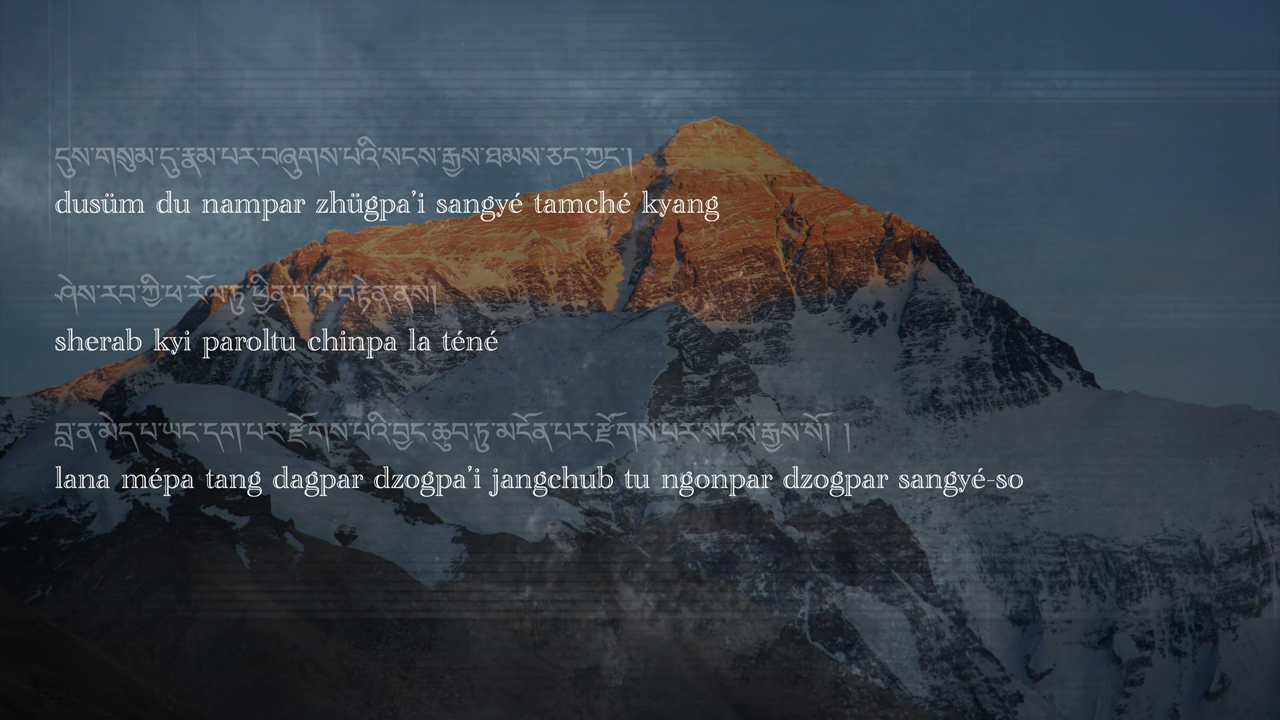 དུས་གསུམ་དུ་རྣམ་པར་བཞུགས་པའི་སངས་རྒྱས་ཐམས་ཅད་ཀྱང་།
dusüm du nampar zhügpa'i sangyé tamché kyang
ཤེས་རབ་ཀྱི་ཕ་རོལ་ཏུ་ཕྱིན་པ་ལ་བརྟེན་ནས།
sherab kyi paroltu chinpa la téné
བླ་ན་མེད་པ་ཡང་དག་པར་རྫོགས་པའི་བྱང་ཆུབ་ཏུ་མངོན་པར་རྫོགས་པར་སངས་རྒྱས་སོ། །
lana mépa tang dagpar dzogpa'i jangchub tu ngonpar dzogpar sangyé-so